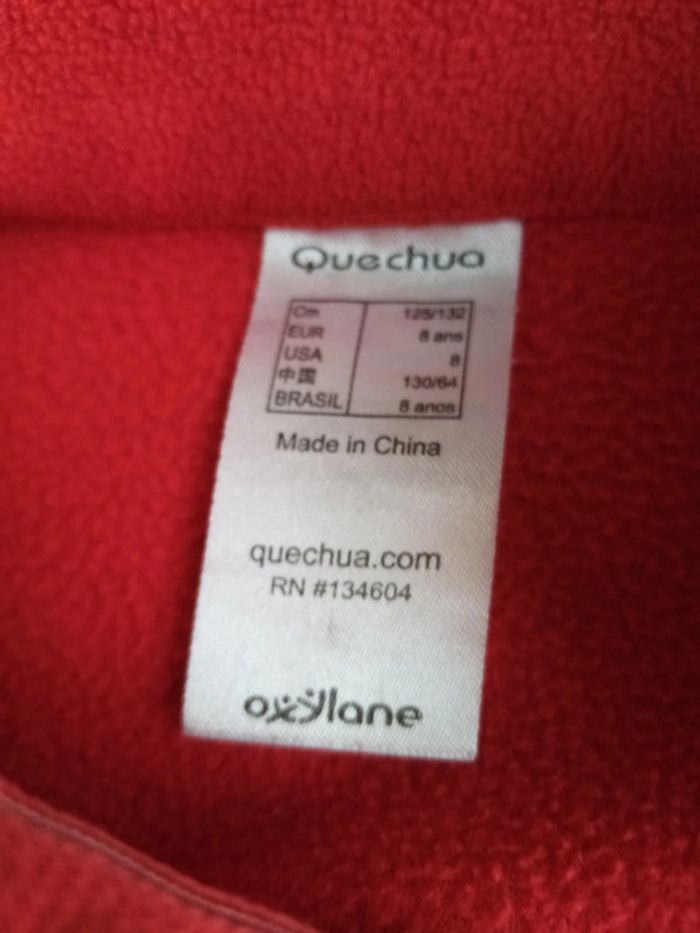 Quechua
Cm 125/132
EUR 8 ans
USA 8
中国 130/64
BRASIL 8 anos
Made in China
quechua.com
RN #134604
oxylane